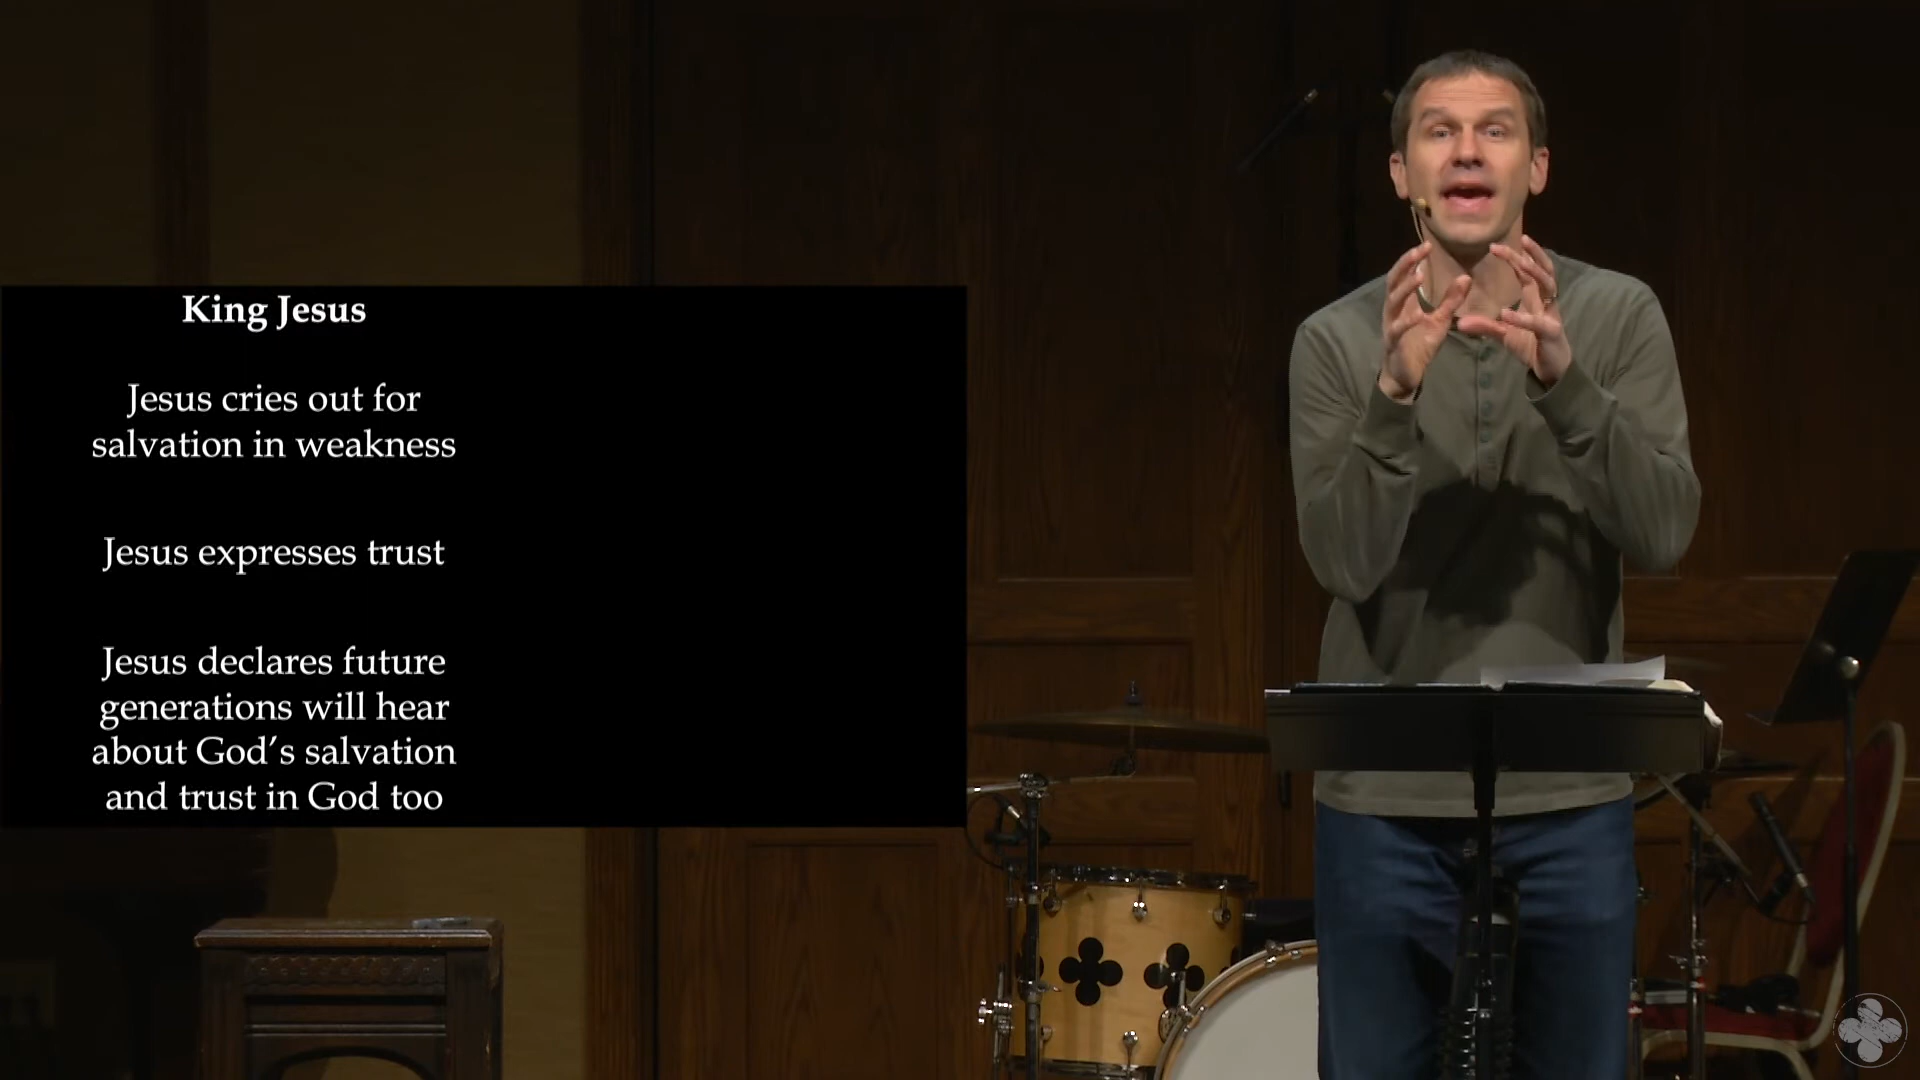 King Jesus
Jesus cries out for
salvation in weakness
Jesus expresses trust
Jesus declares future
generations will hear
about God's salvation
and trust in God too